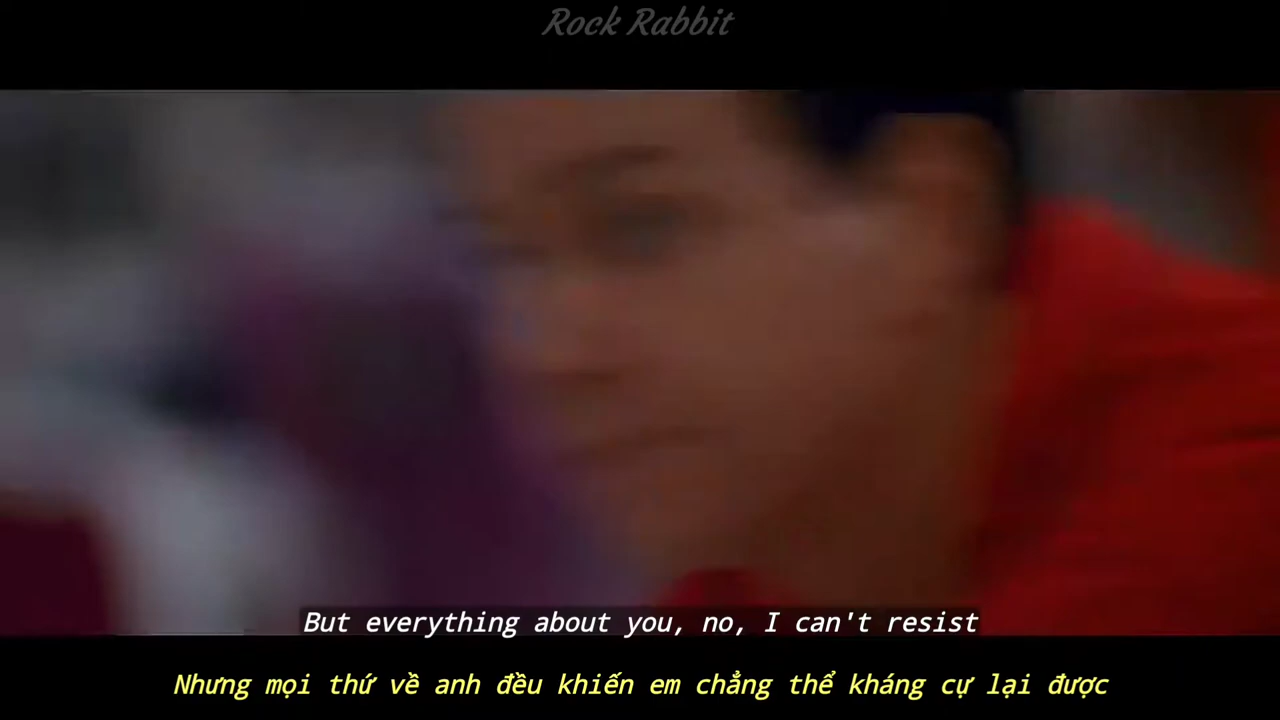 Rock Rabbit
But everything about you, no, I can't resist
Nhưng mọi thứ về anh đều khiến em chẳng thể kháng cự lại được